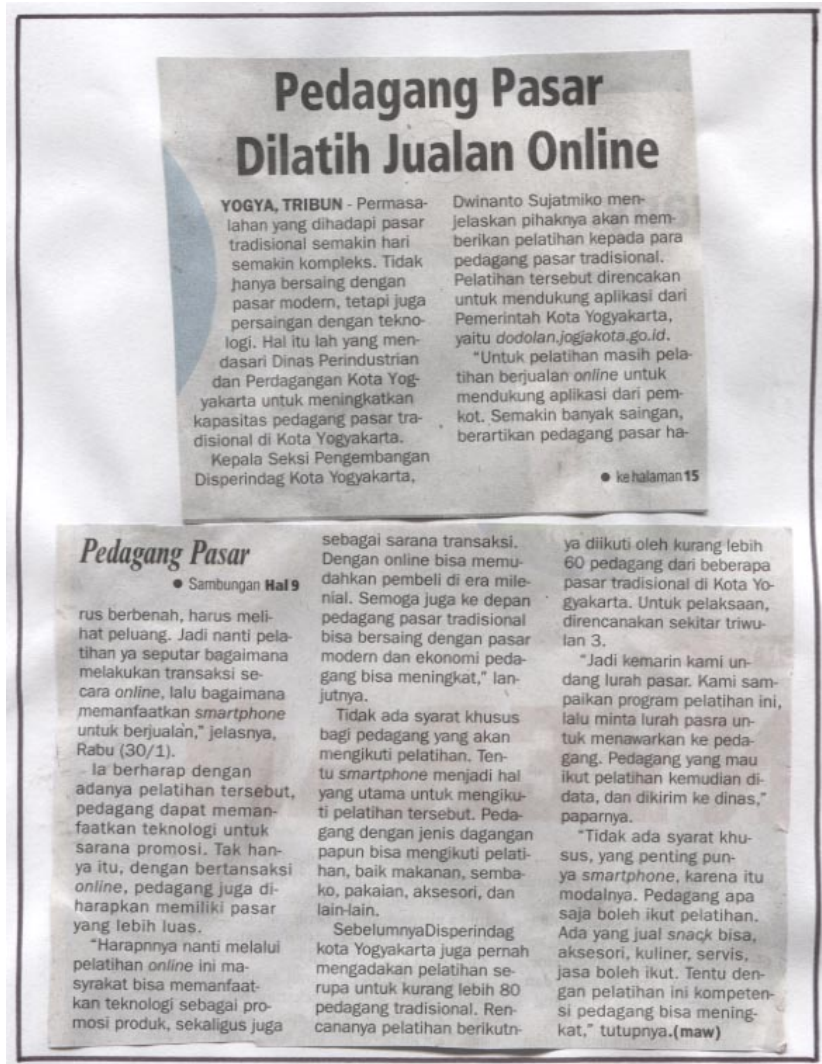 Pedagang Pasar
Dilatih Jualan Online
YOGYA, TRIBUN - Permasa-
lahan yang dihadapi pasar
tradisional semakin hari
semakin kompleks. Tidak
hanya bersaing dengan
pasar modern, tetapi juga
persaingan dengan tekno-
logi. Hal itu lah yang men-
dasari Dinas Perindustrian
dan Perdagangan Kota Yog-
yakarta untuk meningkatkan
kapasitas pedagang pasar tra-
disional di Kota Yogyakarta.
Kepala Seksi Pengembangan
Disperindag Kota Yogyakarta,
Dwinanto Sujatmiko men-
jelaskan pihaknya akan mem-
berikan pelatihan kepada para
pedagang pasar tradisional.
Pelatihan tersebut direncakan
untuk mendukung aplikasi dari
Pemerintah Kota Yogyakarta,
yaitu dodolan.jogjakota.go.id.
"Untuk pelatihan masih pela-
tihan berjualan online untuk
mendukung aplikasi dari pem-
kot. Semakin banyak saingan,
berartikan pedagang pasar ha-
● ke halaman 15
Pedagang Pasar
● Sambungan Hal 9
rus berbenah, harus meli-
hat peluang. Jadi nanti pela-
tihan ya seputar bagaimana
melakukan transaksi se-
cara online, lalu bagaimana
memanfaatkan smartphone
untuk berjualan," jelasnya,
Rabu (30/1).
Ia berharap dengan
adanya pelatihan tersebut,
pedagang dapat meman-
faatkan teknologi untuk
sarana promosi. Tak han-
ya itu, dengan bertansaksi
online, pedagang juga di-
harapkan memiliki pasar
yang lebih luas.
"Harapnnya nanti melalui
pelatihan online ini ma-
syrakat bisa memanfaat-
kan teknologi sebagai pro-
mosi produk, sekaligus juga
sebagai sarana transaksi.
Dengan online bisa memu-
dahkan pembeli di era mile-
nial. Semoga juga ke depan
pedagang pasar tradisional
bisa bersaing dengan pasar
modern dan ekonomi peda-
gang bisa meningkat," lan-
jutnya.
Tidak ada syarat khusus
bagi pedagang yang akan
mengikuti pelatihan. Ten-
tu smartphone menjadi hal
yang utama untuk mengiku-
ti pelatihan tersebut. Peda-
gang dengan jenis dagangan
papun bisa mengikuti pelati-
han, baik makanan, semba-
ko, pakaian, aksesori, dan
lain-lain.
SebelumnyaDisperindag
kota Yogyakarta juga pernah
mengadakan pelatihan se-
rupa untuk kurang lebih 80
pedagang tradisional. Ren-
cananya pelatihan berikutn-
ya diikuti oleh kurang lebih
60 pedagang dari beberapa
pasar tradisional di Kota Yo-
gyakarta. Untuk pelaksaan,
direncanakan sekitar triwu-
lan 3.
"Jadi kemarin kami un-
dang lurah pasar. Kami sam-
paikan program pelatihan ini,
lalu minta lurah pasra un-
tuk menawarkan ke peda-
gang. Pedagang yang mau
ikut pelatihan kemudian di-
data, dan dikirim ke dinas,"
paparnya.
"Tidak ada syarat khu-
sus, yang penting pun-
ya smartphone, karena itu
modalnya. Pedagang apa
saja boleh ikut pelatihan.
Ada yang jual snack bisa,
aksesori, kuliner, servis,
jasa boleh ikut. Tentu den-
gan pelatihan ini kompeten-
si pedagang bisa mening-
kat," tutupnya.(maw)